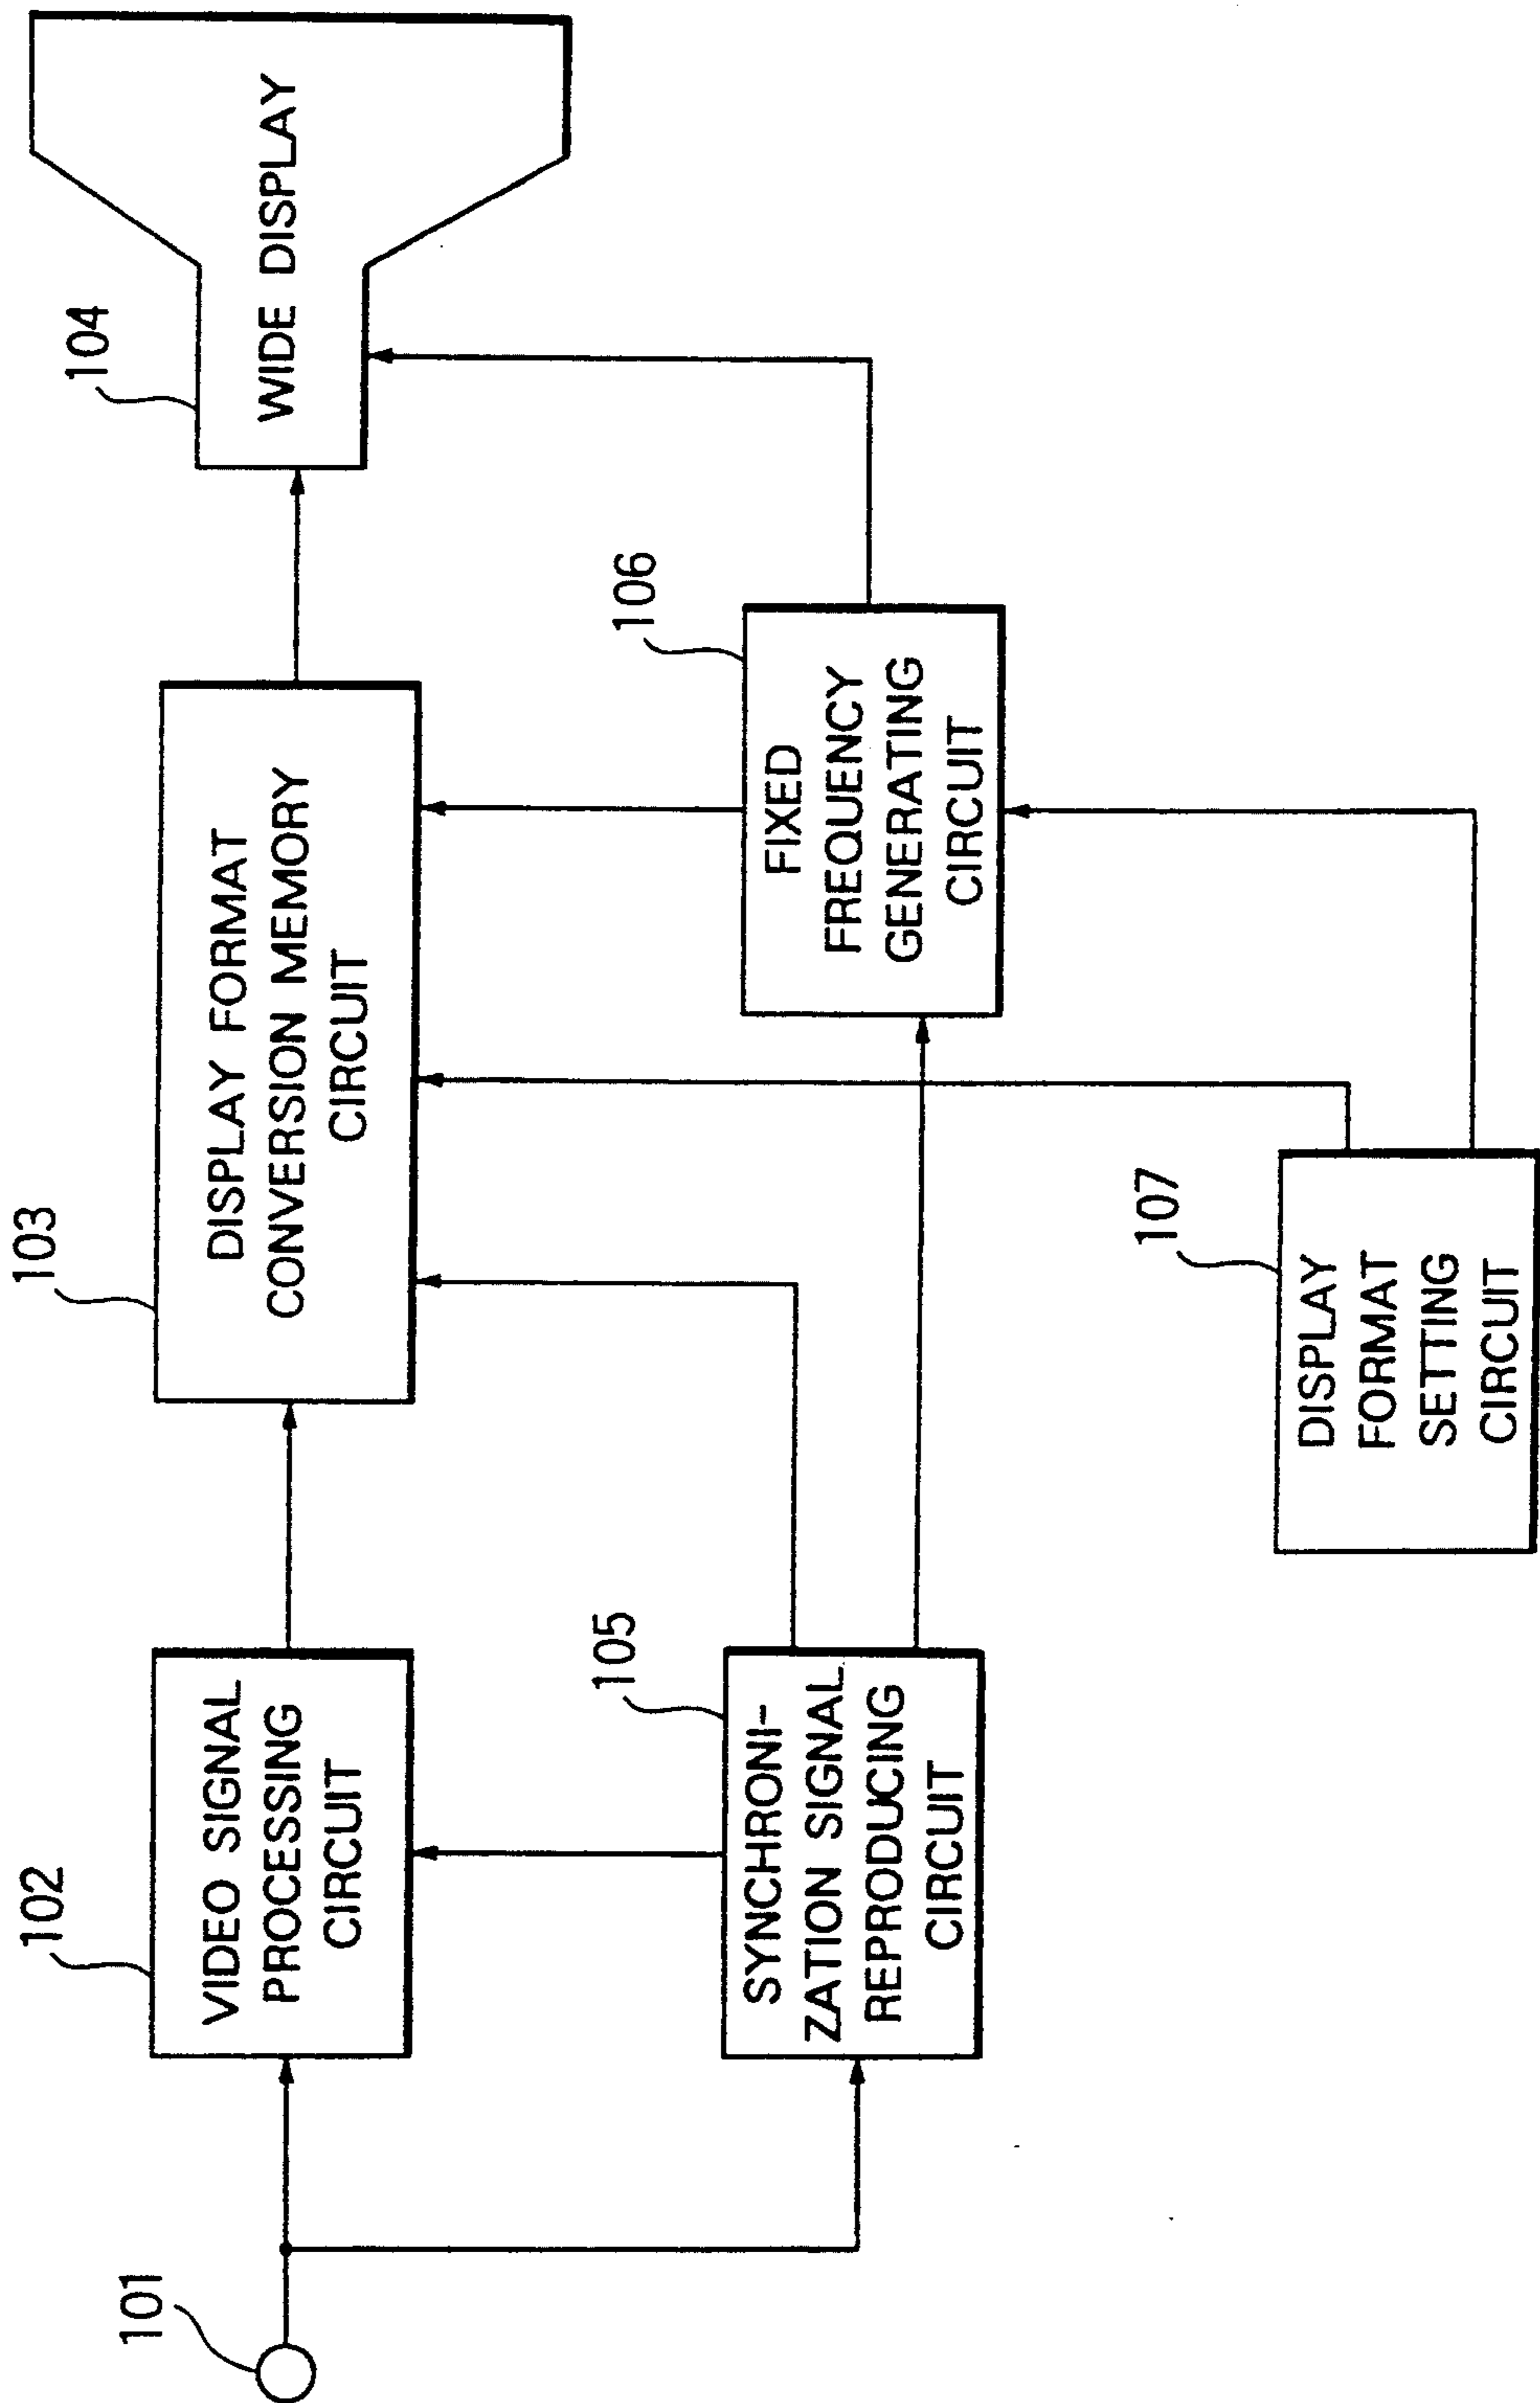 101
102
VIDEO SIGNAL
PROCESSING
CIRCUIT
103
DISPLAY FORMAT
CONVERSION MEMORY
CIRCUIT
104
WIDE DISPLAY
105
SYNCHRONI-
ZATION SIGNAL
REPRODUCING
CIRCUIT
106
FIXED
FREQUENCY
GENERATING
CIRCUIT
107
DISPLAY
FORMAT
SETTING
CIRCUIT